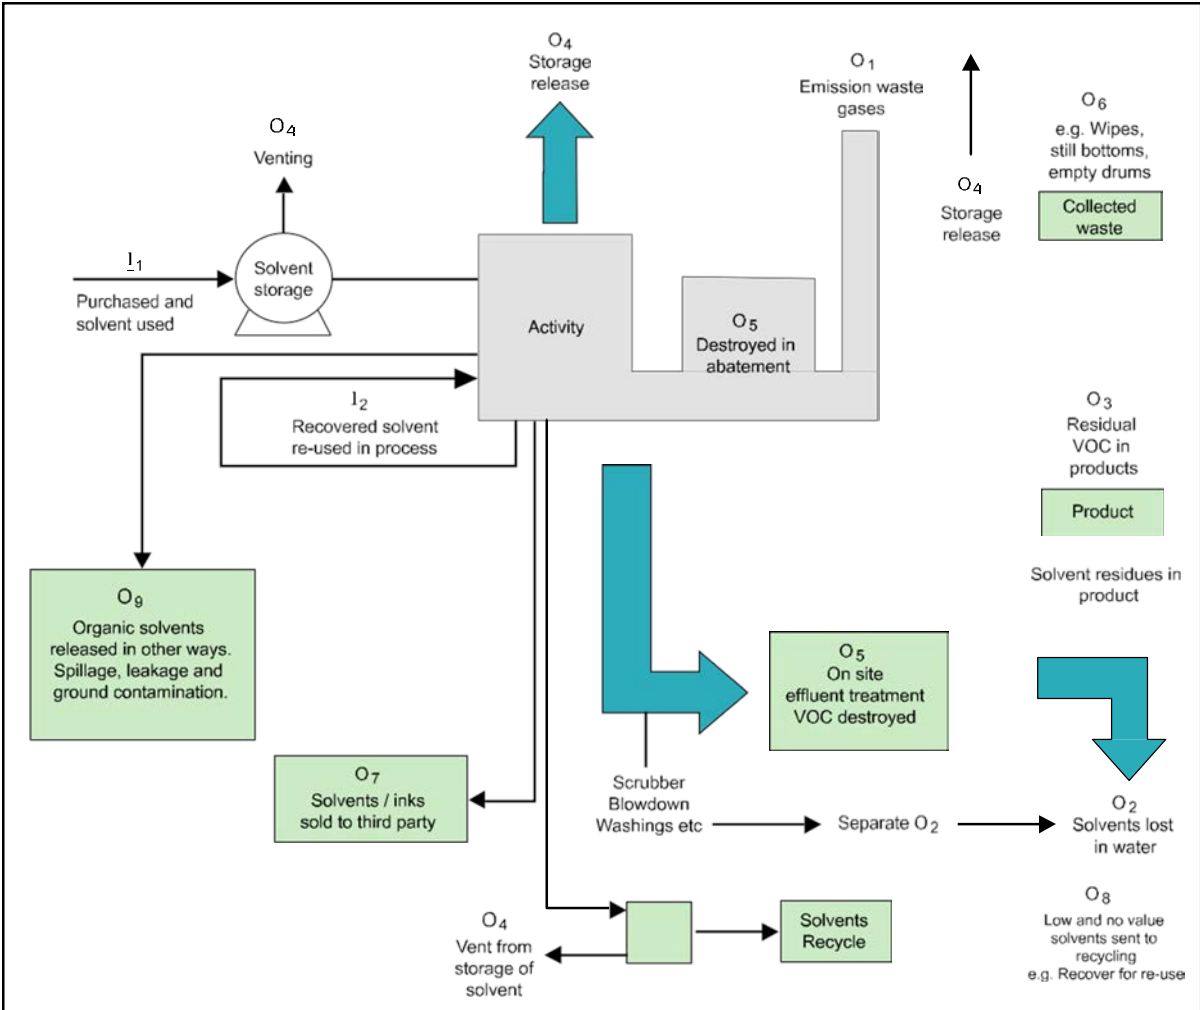 O4
Storage
release
O1
Emission waste
gases
O6
e.g. Wipes,
still bottoms,
empty drums
Collected
waste
O4
Venting
O4
Storage
release
I1
Purchased and
solvent used
Solvent
storage
Activity
O5
Destroyed in
abatement
I2
Recovered solvent
re-used in process
O3
Residual
VOC in
products
Product
Solvent residues in
product
O9
Organic solvents
released in other ways.
Spillage, leakage and
ground contamination.
O5
On site
effluent treatment
VOC destroyed
O7
Solvents / inks
sold to third party
Scrubber
Blowdown
Washings etc
Separate O2
O2
Solvents lost
in water
O4
Vent from
storage of
solvent
Solvents
Recycle
O8
Low and no value
solvents sent to
recycling
e.g. Recover for re-use